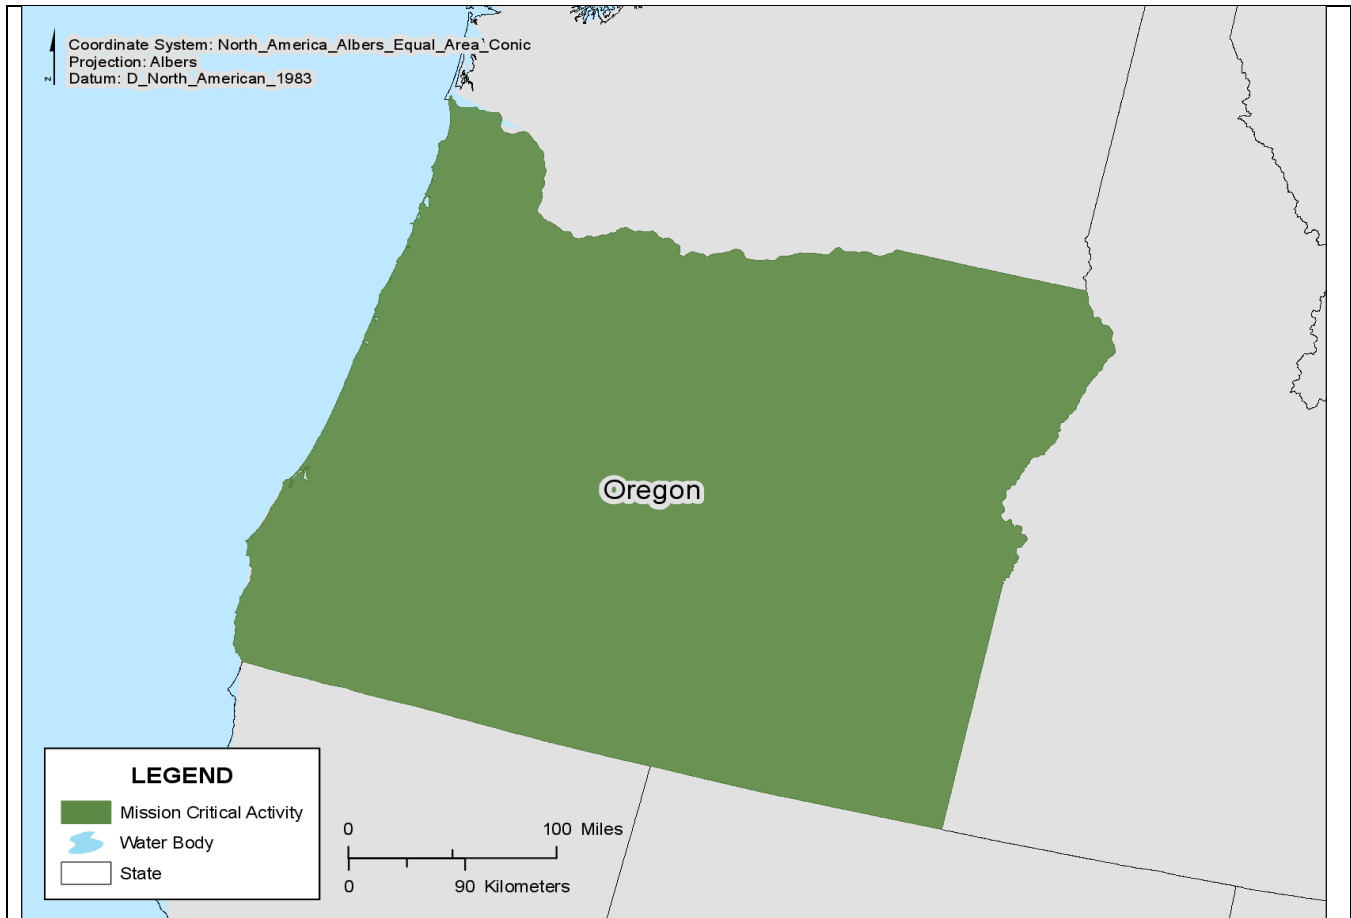 Coordinate System: North_America_Albers_Equal_Area_Conic
Projection: Albers
Datum: D_North_American_1983
N
Oregon
LEGEND
Mission Critical Activity
Water Body
State
0 100 Miles
0 90 Kilometers